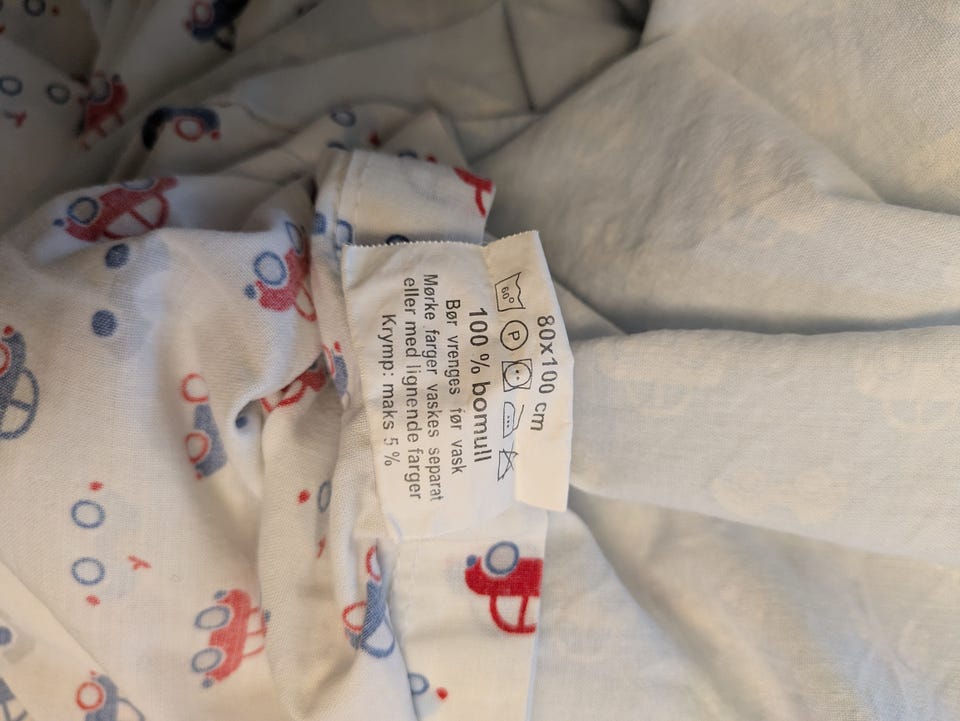 80x100 cm
60°
P
100 % bomull
Bør vrenges før vask
Mørke farger vaskes separat
eller med lignende farger
Krymp: maks 5 %